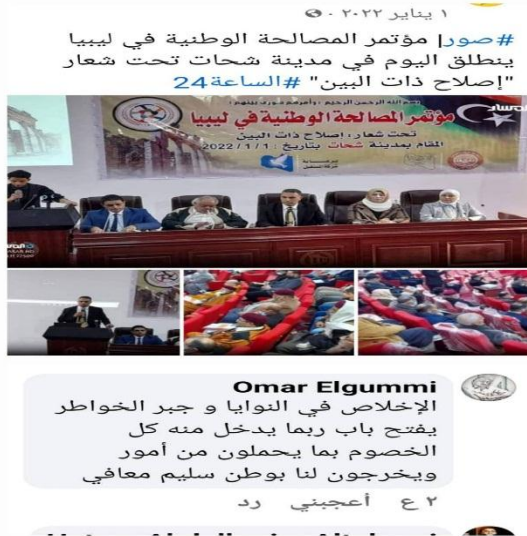 ١ يناير ٢٠٢٢ ·
#صور| مؤتمر المصالحة الوطنية في ليبيا
ينطلق اليوم في مدينة شحات تحت شعار
"إصلاح ذات البين" #الساعة24
مؤتمر المصالحة الوطنية في ليبيا
تحت شعار : إصلاح ذات البين
المقام بمدينة شحات بتاريخ : 2022/1/1
Omar Elgummi
الإخلاص في النوايا و جبر الخواطر
يفتح باب ربما يدخل منه كل
الخصوم بما يحملون من أمور
ويخرجون لنا بوطن سليم معافي
٢ ع أعجبني رد